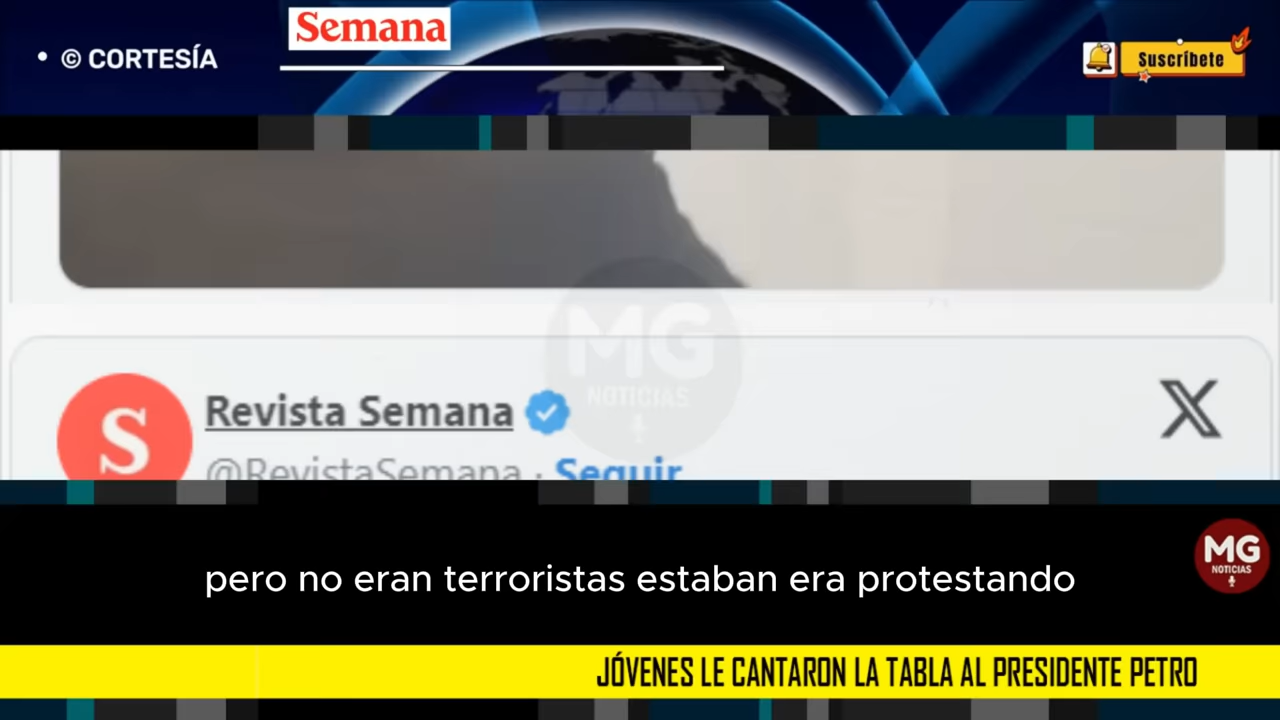 Semana
• © CORTESÍA
Suscríbete
MG
NOTICIAS
S
Revista Semana
@RevistaSemana · Seguir
pero no eran terroristas estaban era protestando
MG
NOTICIAS
JÓVENES LE CANTARON LA TABLA AL PRESIDENTE PETRO